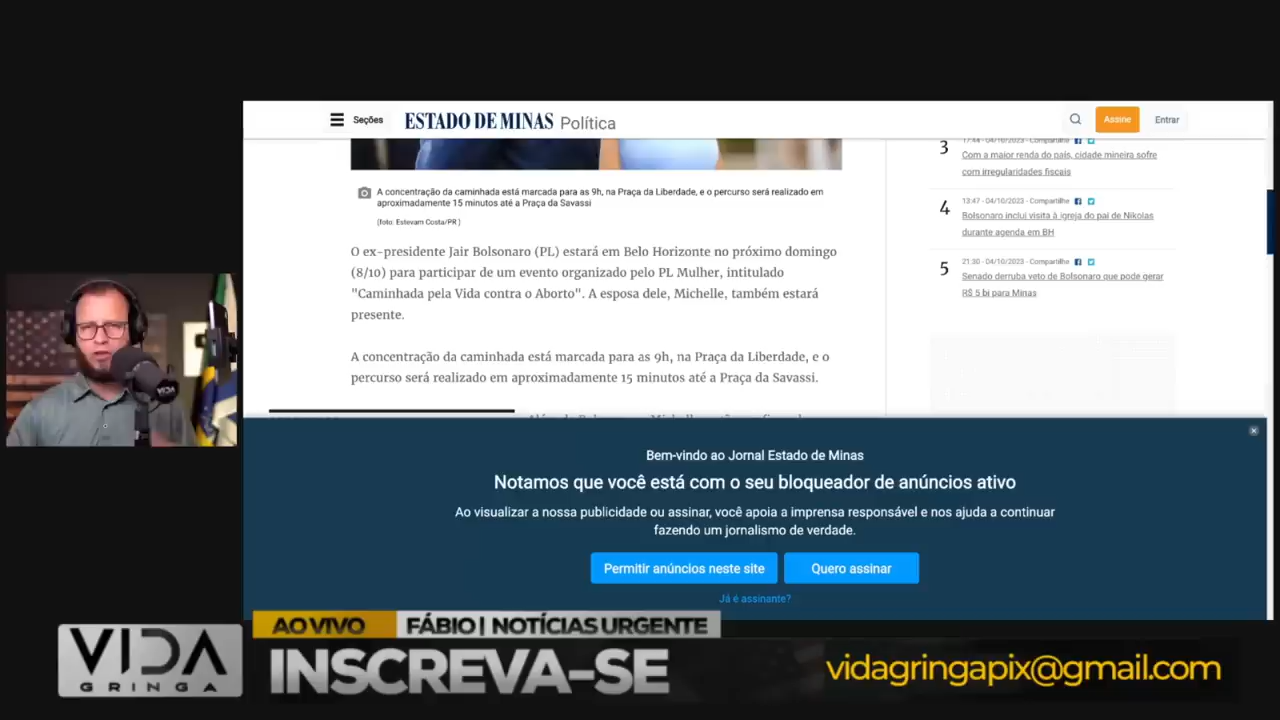 Seções
ESTADO DE MINAS Política
Assine
Entrar
A concentração da caminhada está marcada para as 9h, na Praça da Liberdade, e o percurso será realizado em
aproximadamente 15 minutos até a Praça da Savassi
(foto: Estevam Costa/PR )
O ex-presidente Jair Bolsonaro (PL) estará em Belo Horizonte no próximo domingo
(8/10) para participar de um evento organizado pelo PL Mulher, intitulado
"Caminhada pela Vida contra o Aborto". A esposa dele, Michelle, também estará
presente.
A concentração da caminhada está marcada para as 9h, na Praça da Liberdade, e o
percurso será realizado em aproximadamente 15 minutos até a Praça da Savassi.
3
17:44 - 04/10/2023 - Compartilhe
Com a maior renda do país, cidade mineira sofre
com irregularidades fiscais
4
13:47 - 04/10/2023 - Compartilhe
Bolsonaro inclui visita à igreja do pai de Nikolas
durante agenda em BH
5
21:30 - 04/10/2023 - Compartilhe
Senado derruba veto de Bolsonaro que pode gerar
R$ 5 bi para Minas
Bem-vindo ao Jornal Estado de Minas
Notamos que você está com o seu bloqueador de anúncios ativo
Ao visualizar a nossa publicidade ou assinar, você apoia a imprensa responsável e nos ajuda a continuar
fazendo um jornalismo de verdade.
Permitir anúncios neste site
Quero assinar
Já é assinante?
VIDA
VIDA
GRINGA
AO VIVO
FÁBIO | NOTÍCIAS URGENTE
INSCREVA-SE
vidagringapix@gmail.com